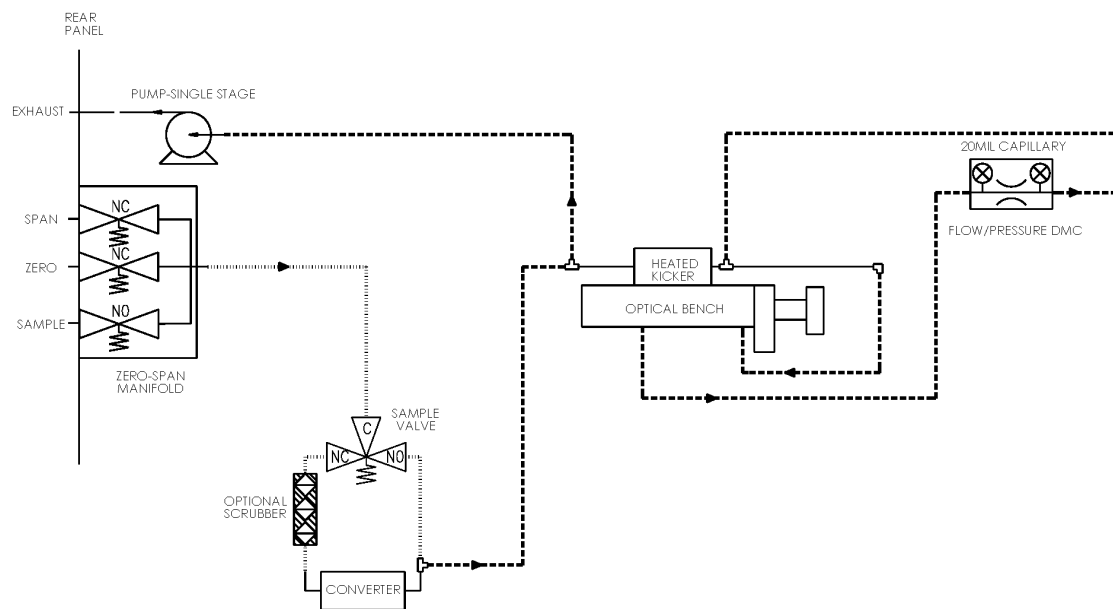 REAR
PANEL
EXHAUST
PUMP-SINGLE STAGE
20MIL CAPILLARY
FLOW/PRESSURE DMC
SPAN
NC
ZERO
NC
SAMPLE
NO
ZERO-SPAN
MANIFOLD
HEATED
KICKER
OPTICAL BENCH
SAMPLE
VALVE
C
NC
NO
OPTIONAL
SCRUBBER
CONVERTER